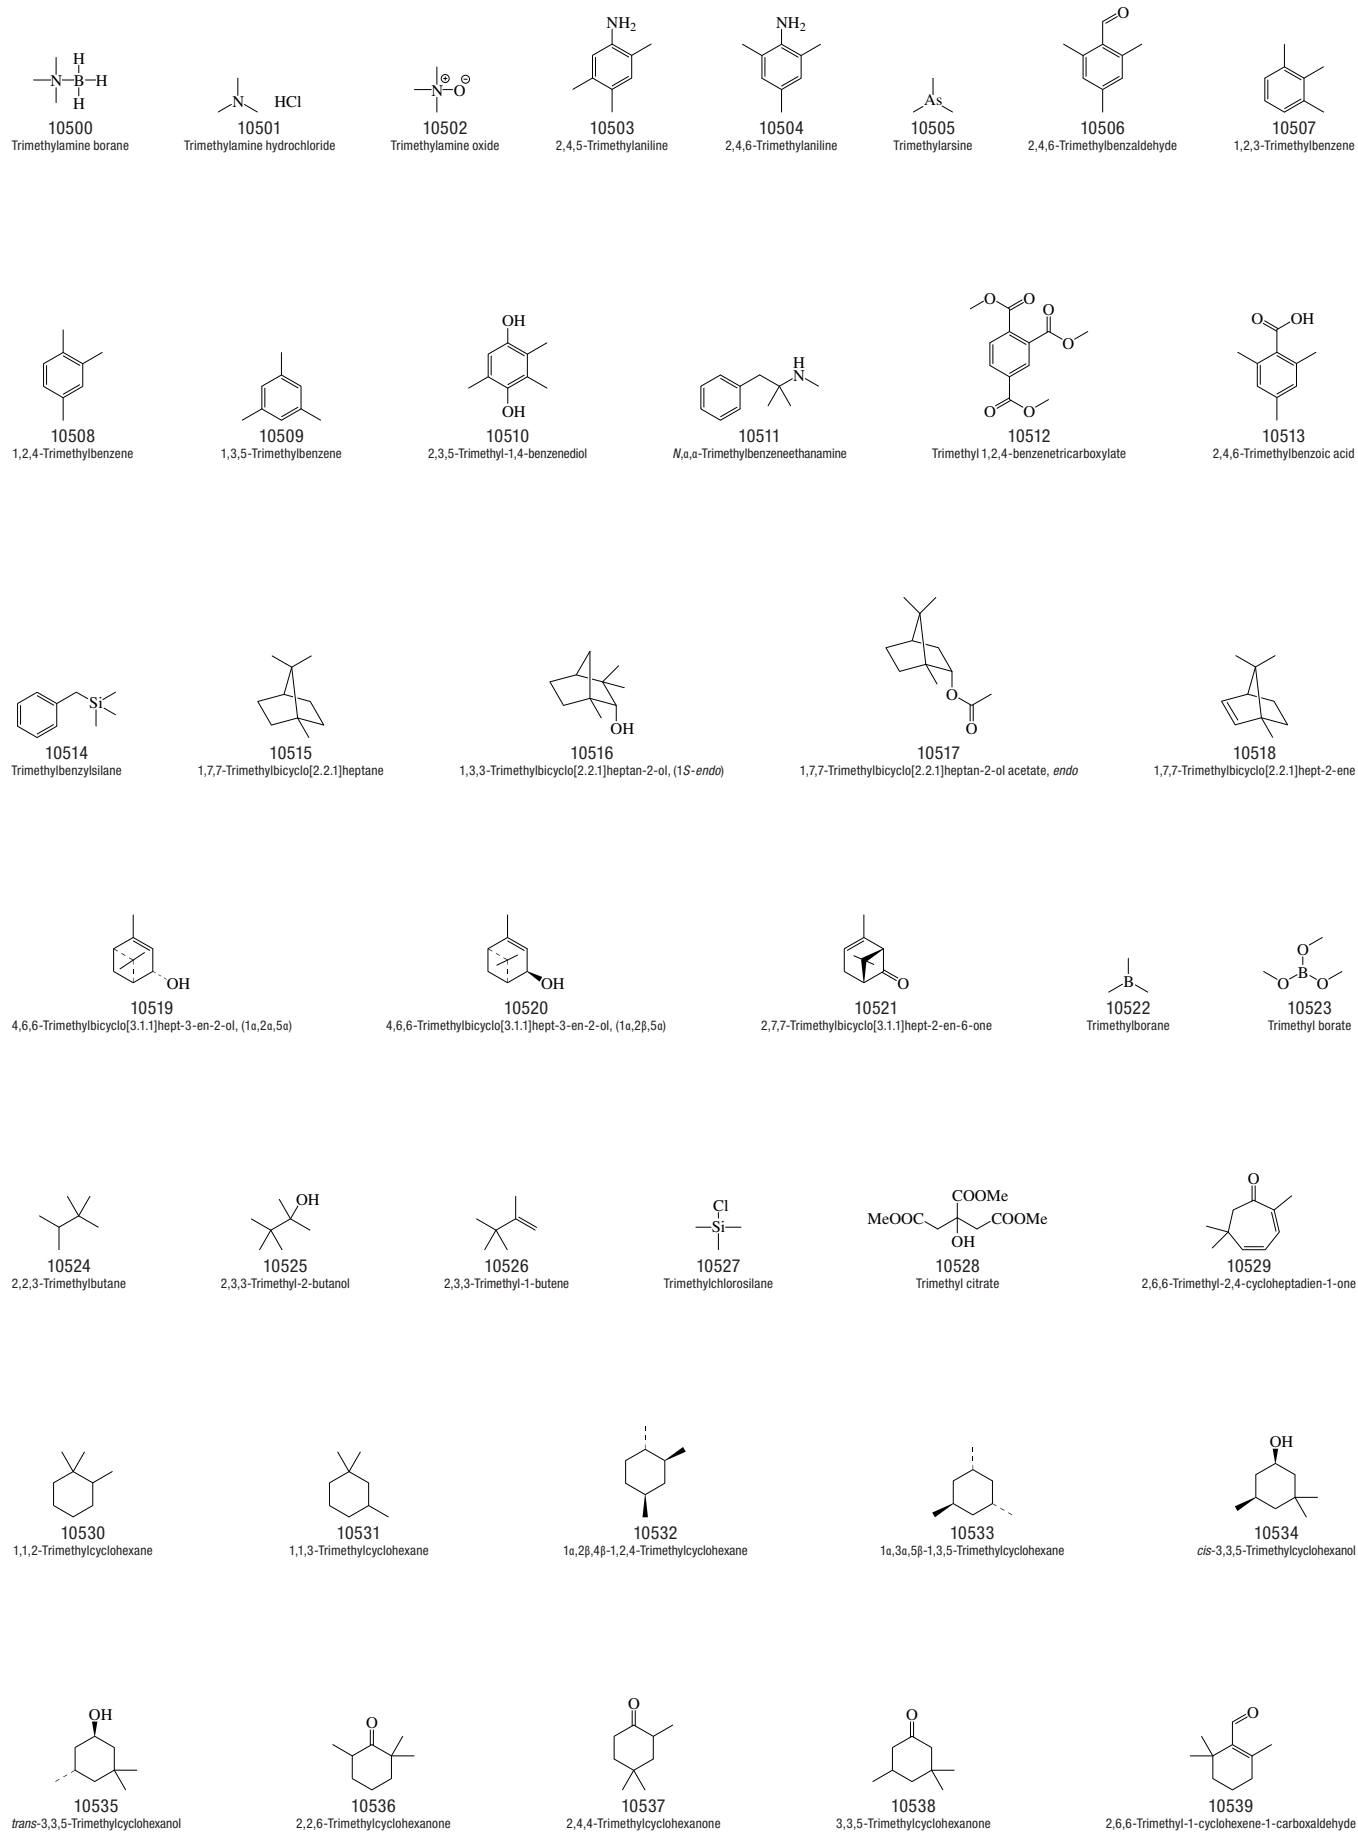 NH2 NH2 O
H
N B H H
N HCl
N⊕ O⊖
As
10500 10501 10502 10503 10504 10505 10506 10507
Trimethylamine borane Trimethylamine hydrochloride Trimethylamine oxide 2,4,5-Trimethylaniline 2,4,6-Trimethylaniline Trimethylarsine 2,4,6-Trimethylbenzaldehyde 1,2,3-Trimethylbenzene
O O O O
OH O OH
H
N
OH O O
10508 10509 10510 10511 10512 10513
1,2,4-Trimethylbenzene 1,3,5-Trimethylbenzene 2,3,5-Trimethyl-1,4-benzenediol N,α,α-Trimethylbenzeneethanamine Trimethyl 1,2,4-benzenetricarboxylate 2,4,6-Trimethylbenzoic acid
Si OH O O
10514 10515 10516 10517 10518
Trimethylbenzylsilane 1,7,7-Trimethylbicyclo[2.2.1]heptane 1,3,3-Trimethylbicyclo[2.2.1]heptan-2-ol, (1S-endo) 1,7,7-Trimethylbicyclo[2.2.1]heptan-2-ol acetate, endo 1,7,7-Trimethylbicyclo[2.2.1]hept-2-ene
O
OH OH O B O B O
10519 10520 10521 10522 10523
4,6,6-Trimethylbicyclo[3.1.1]hept-3-en-2-ol, (1α,2α,5α) 4,6,6-Trimethylbicyclo[3.1.1]hept-3-en-2-ol, (1α,2β,5α) 2,7,7-Trimethylbicyclo[3.1.1]hept-2-en-6-one Trimethylborane Trimethyl borate
OH Cl COOMe O
Si MeOOC COOMe
OH
10524 10525 10526 10527 10528 10529
2,2,3-Trimethylbutane 2,3,3-Trimethyl-2-butanol 2,3,3-Trimethyl-1-butene Trimethylchlorosilane Trimethyl citrate 2,6,6-Trimethyl-2,4-cycloheptadien-1-one
OH
10530 10531 10532 10533 10534
1,1,2-Trimethylcyclohexane 1,1,3-Trimethylcyclohexane 1α,2β,4β-1,2,4-Trimethylcyclohexane 1α,3α,5β-1,3,5-Trimethylcyclohexane cis-3,3,5-Trimethylcyclohexanol
OH O O O O
10535 10536 10537 10538 10539
trans-3,3,5-Trimethylcyclohexanol 2,2,6-Trimethylcyclohexanone 2,4,4-Trimethylcyclohexanone 3,3,5-Trimethylcyclohexanone 2,6,6-Trimethyl-1-cyclohexene-1-carboxaldehyde